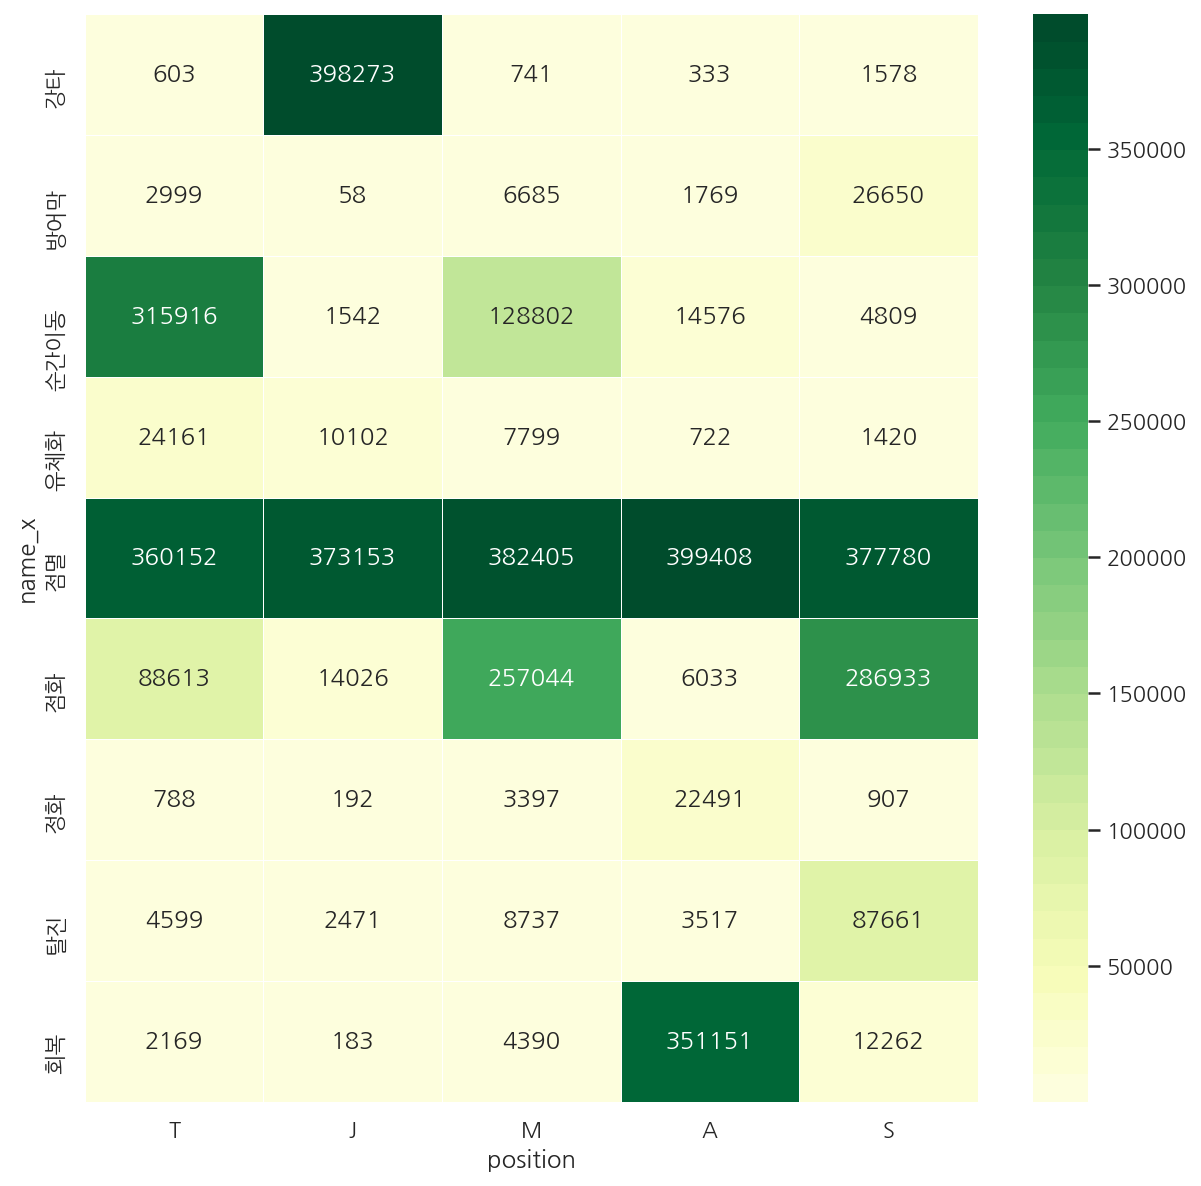 강타 603 398273 741 333 1578
방어막 2999 58 6685 1769 26650
순간이동 315916 1542 128802 14576 4809
유체화 24161 10102 7799 722 1420
점멸 360152 373153 382405 399408 377780
점화 88613 14026 257044 6033 286933
정화 788 192 3397 22491 907
탈진 4599 2471 8737 3517 87661
회복 2169 183 4390 351151 12262
name_x
T J M A S
position
350000
300000
250000
200000
150000
100000
50000